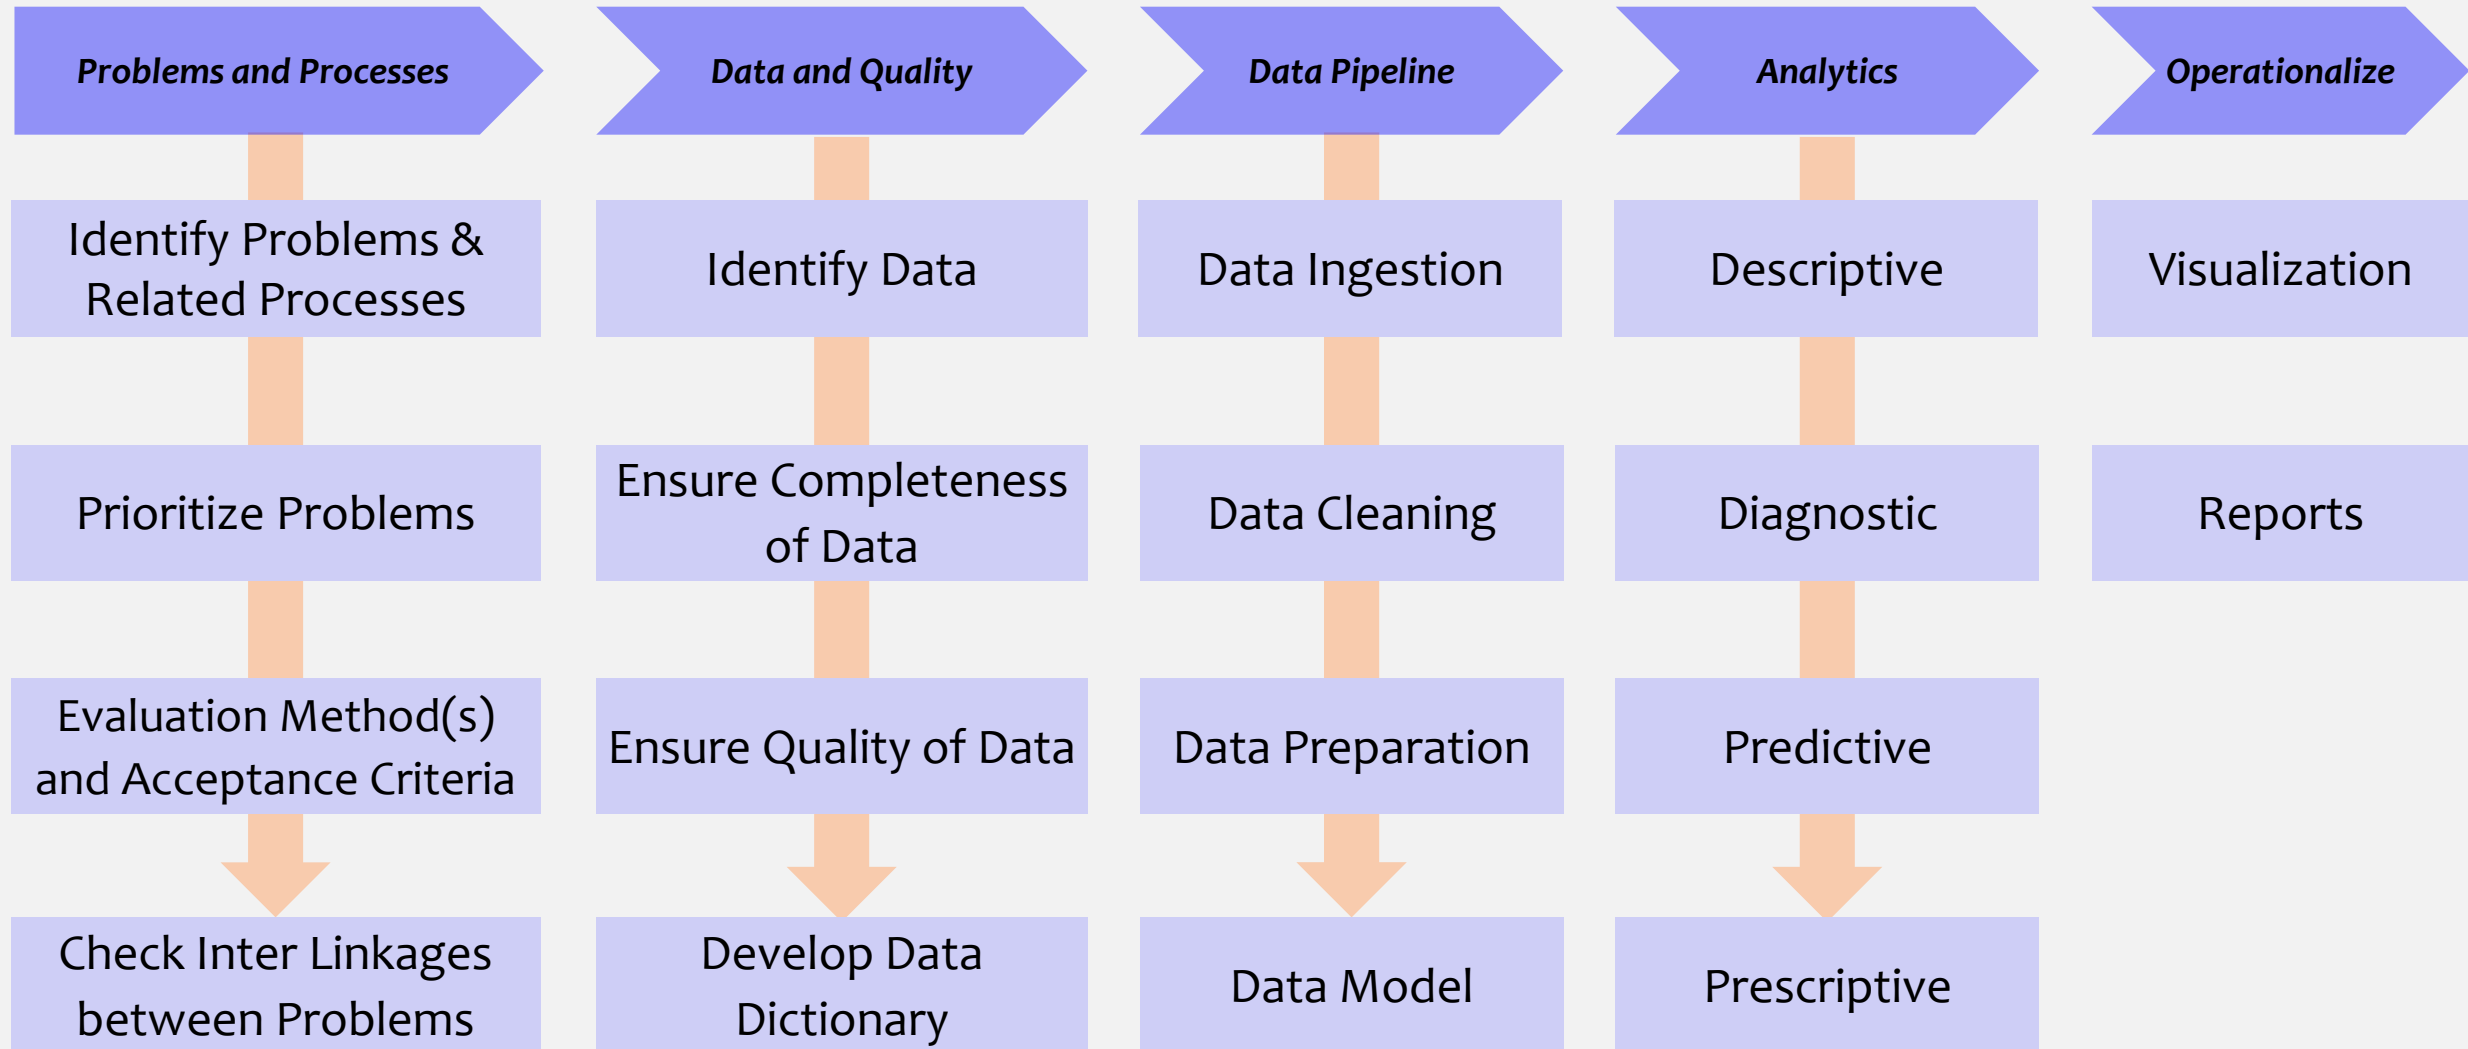 Problems and Processes
Data and Quality
Data Pipeline
Analytics
Operationalize
Identify Problems &
Related Processes
Identify Data
Data Ingestion
Descriptive
Visualization
Prioritize Problems
Ensure Completeness
of Data
Data Cleaning
Diagnostic
Reports
Evaluation Method(s)
and Acceptance Criteria
Ensure Quality of Data
Data Preparation
Predictive
Check Inter Linkages
between Problems
Develop Data
Dictionary
Data Model
Prescriptive